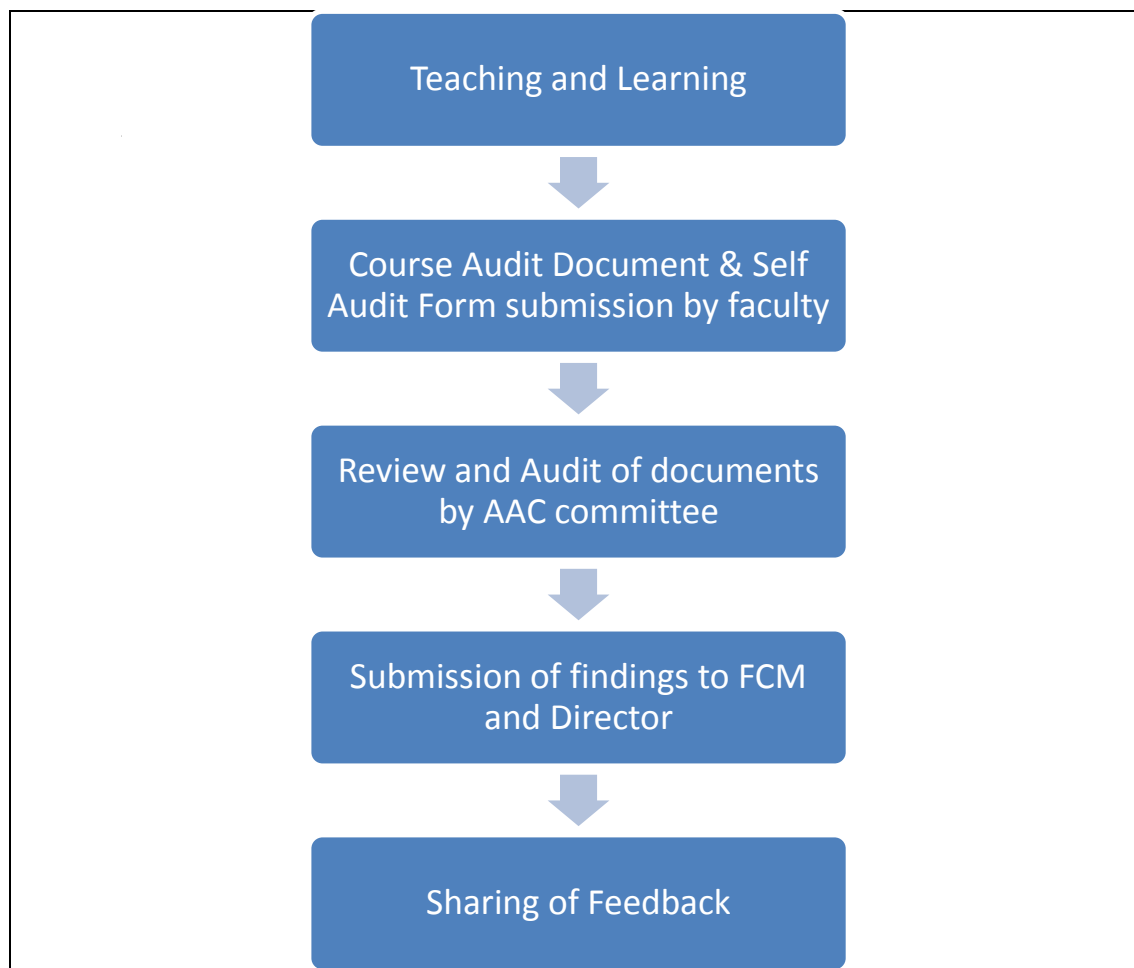 Teaching and Learning
Course Audit Document & Self
Audit Form submission by faculty
Review and Audit of documents
by AAC committee
Submission of findings to FCM
and Director
Sharing of Feedback